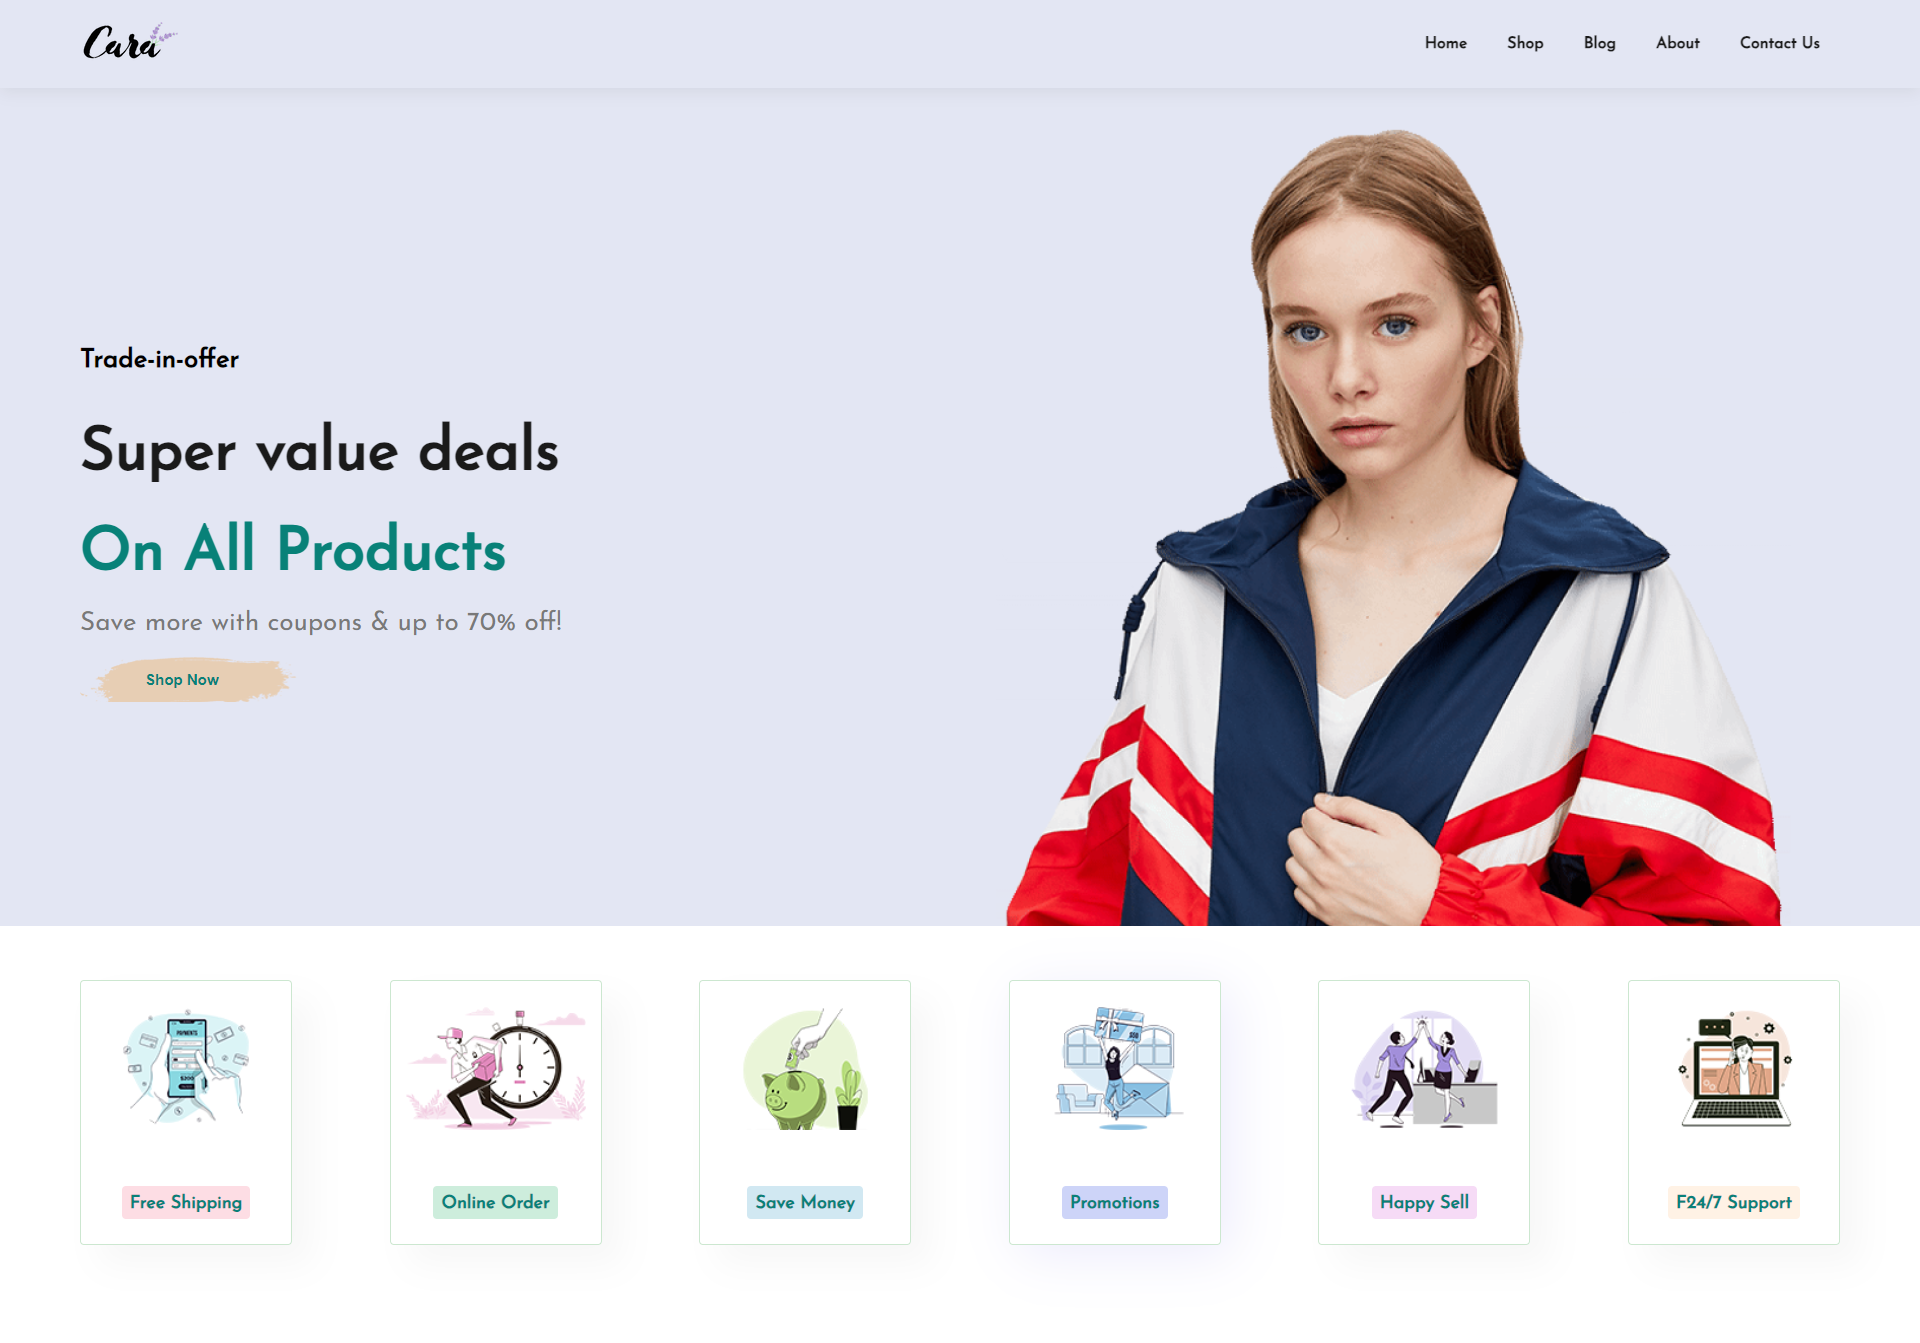 Cara
Home Shop Blog About Contact Us
Trade-in-offer
Super value deals
On All Products
Save more with coupons & up to 70% off!
Shop Now
PAYMENTS
Free Shipping
Online Order
Save Money
Promotions
Happy Sell
F24/7 Support